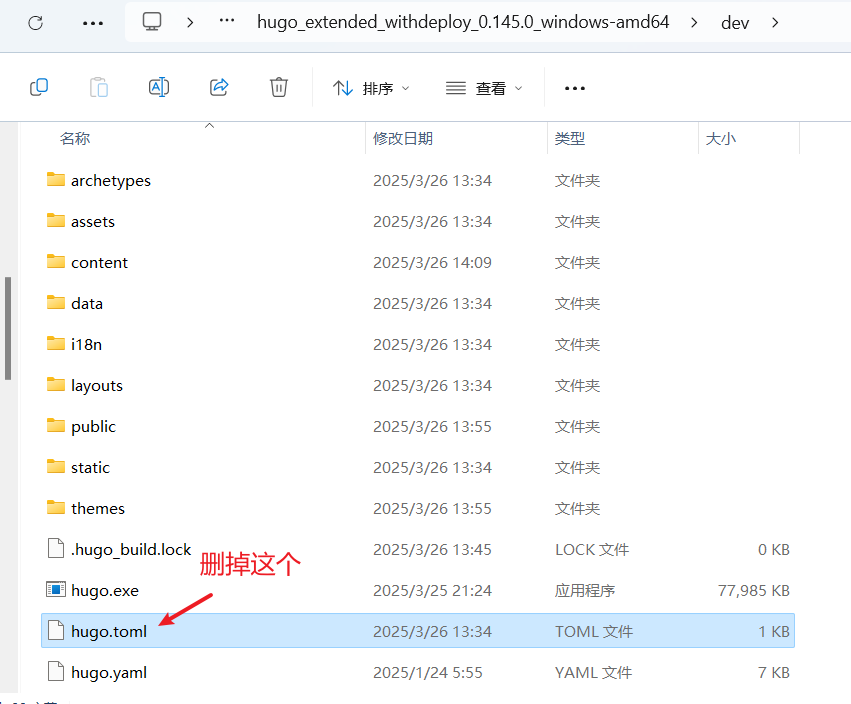 hugo_extended_withdeploy_0.145.0_windows-amd64 > dev >
排序 查看
名称 修改日期 类型 大小
archetypes 2025/3/26 13:34 文件夹
assets 2025/3/26 13:34 文件夹
content 2025/3/26 14:09 文件夹
data 2025/3/26 13:34 文件夹
i18n 2025/3/26 13:34 文件夹
layouts 2025/3/26 13:34 文件夹
public 2025/3/26 13:55 文件夹
static 2025/3/26 13:34 文件夹
themes 2025/3/26 13:55 文件夹
.hugo_build.lock 2025/3/26 13:45 LOCK 文件 0 KB
删掉这个
hugo.exe 2025/3/25 21:24 应用程序 77,985 KB
hugo.toml 2025/3/26 13:34 TOML 文件 1 KB
hugo.yaml 2025/1/24 5:55 YAML 文件 7 KB